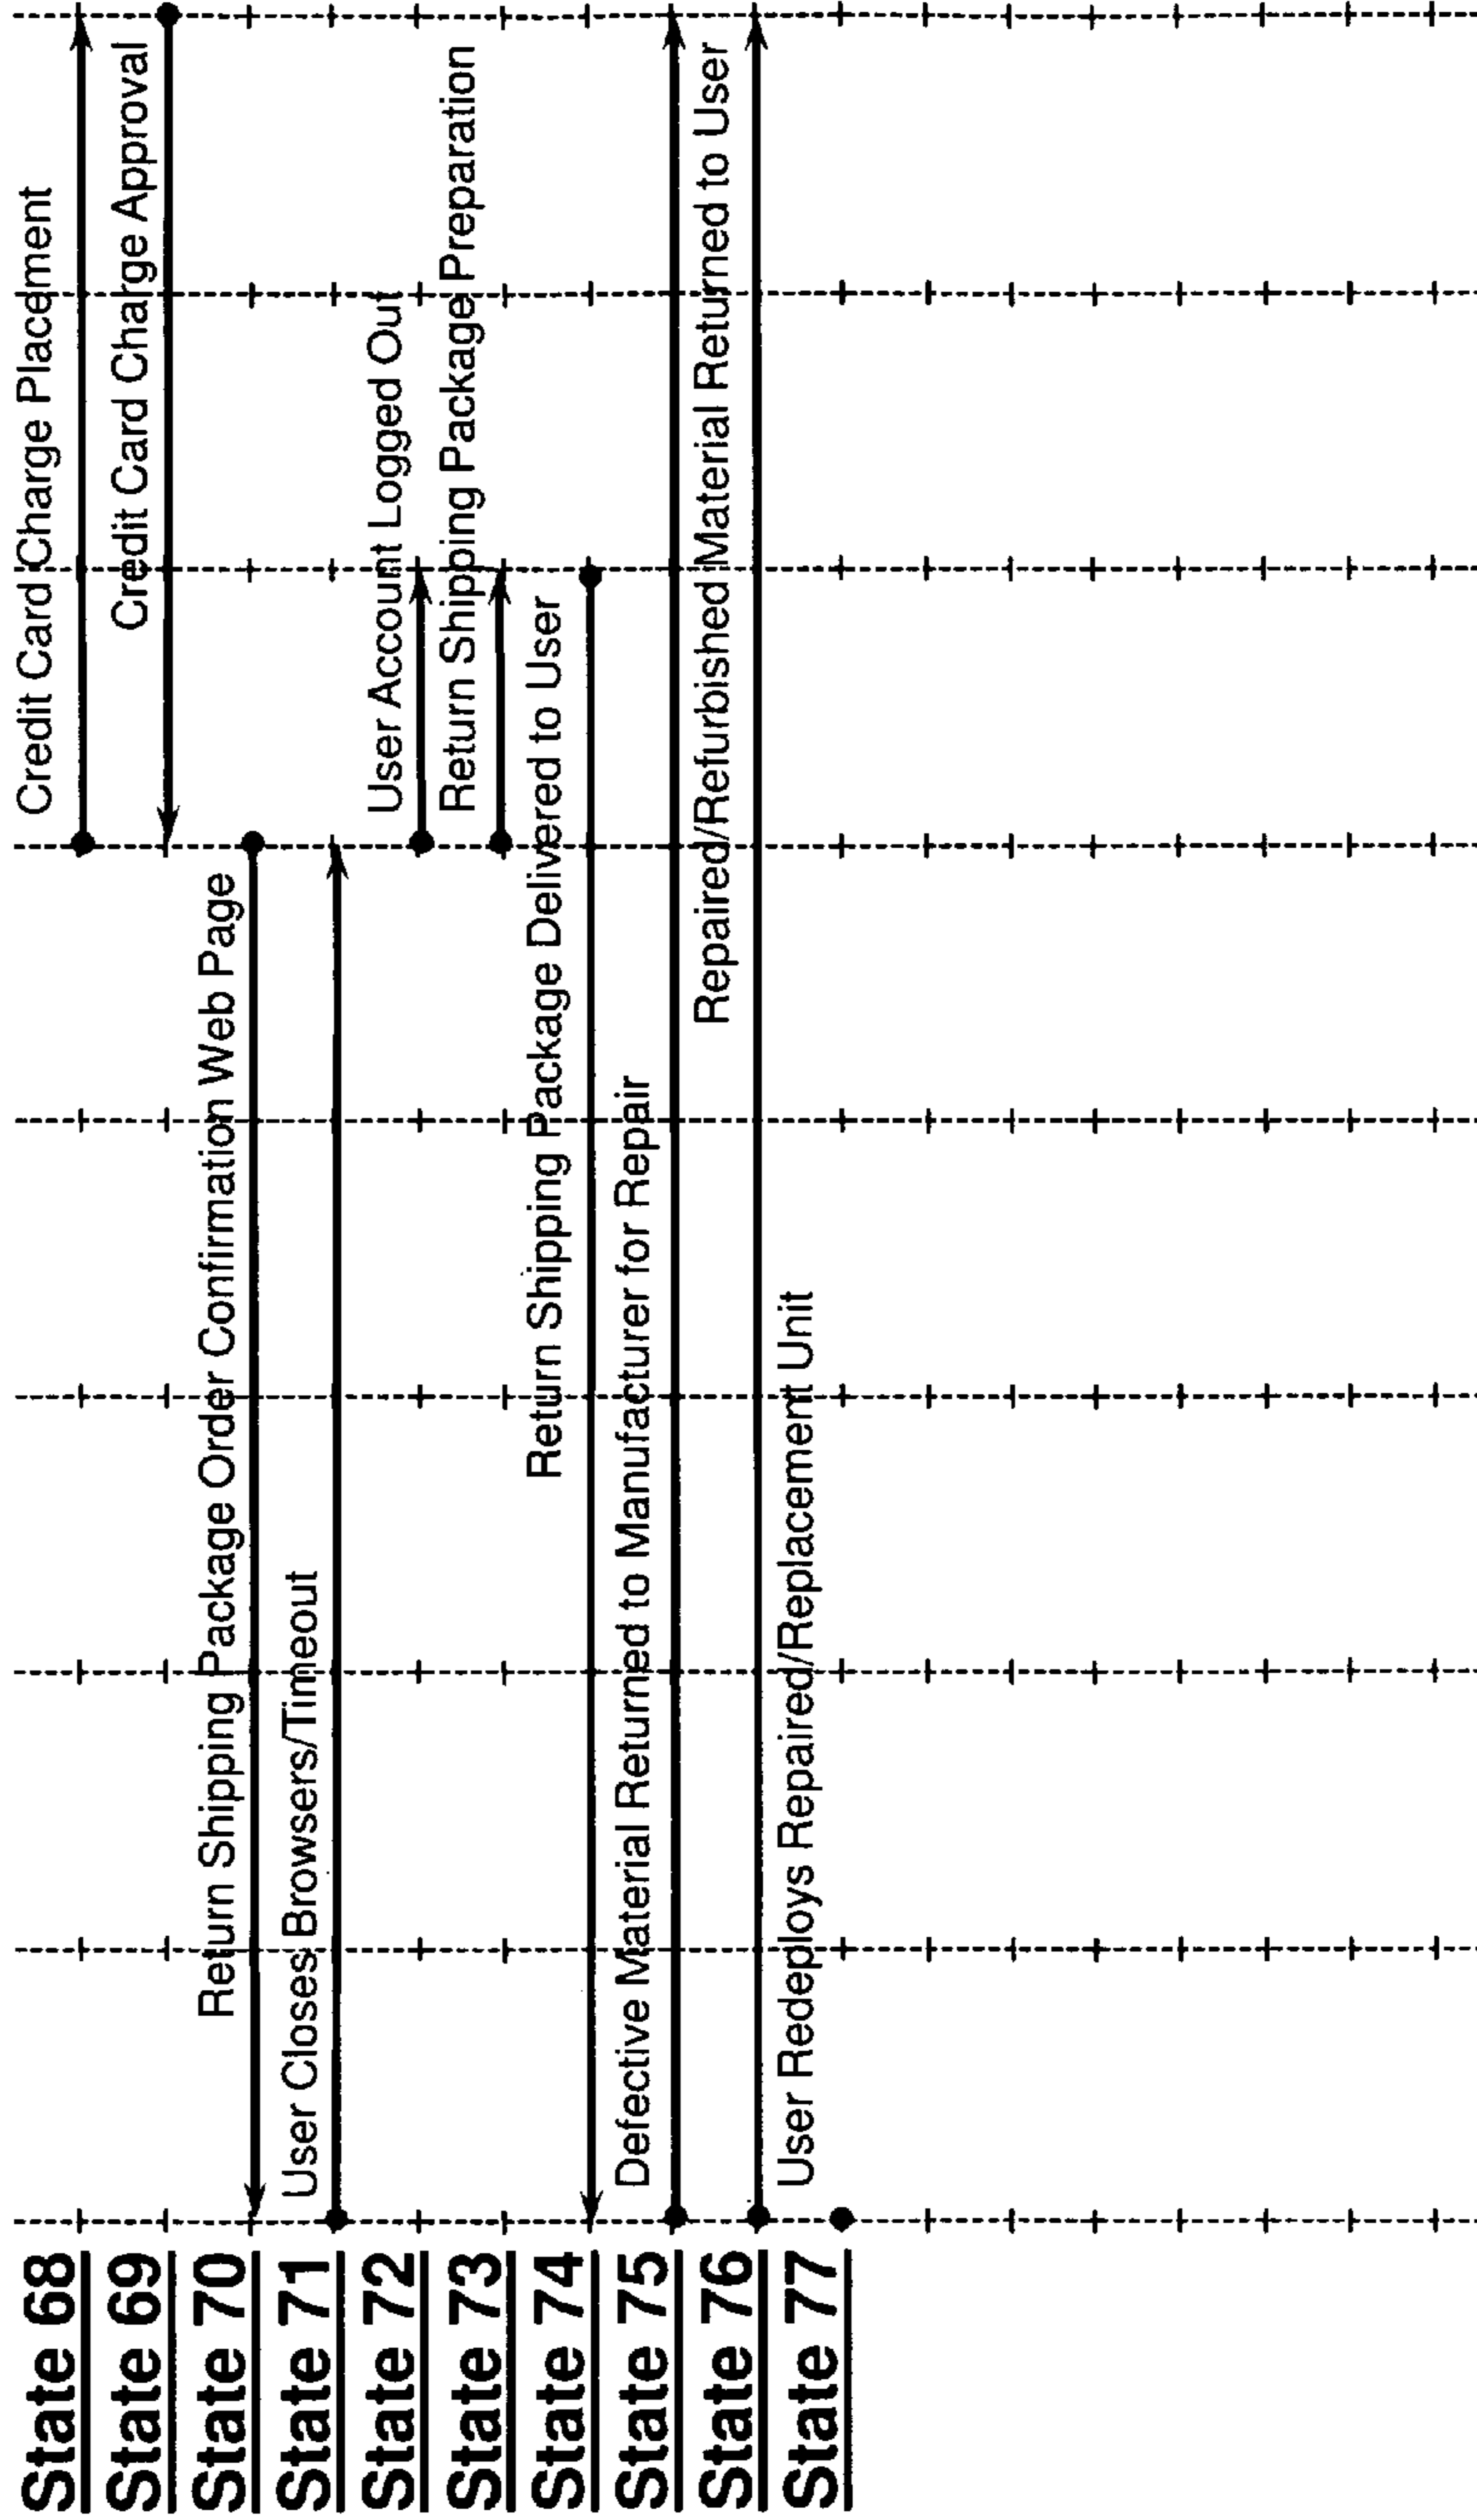 State 68
Credit Card Charge Placement
State 69
Credit Card Charge Approval
State 70
Return Shipping Package Order Confirmation Web Page
State 71
User Closes Browsers/Timeout
State 72
User Account Logged Out
State 73
Return Shipping Package Preparation
State 74
Return Shipping Package Delivered to User
State 75
Defective Material Returned to Manufacturer for Repair
State 76
Repaired/Refurbished Material Returned to User
State 77
User Redeploys Repaired/Replacement Unit